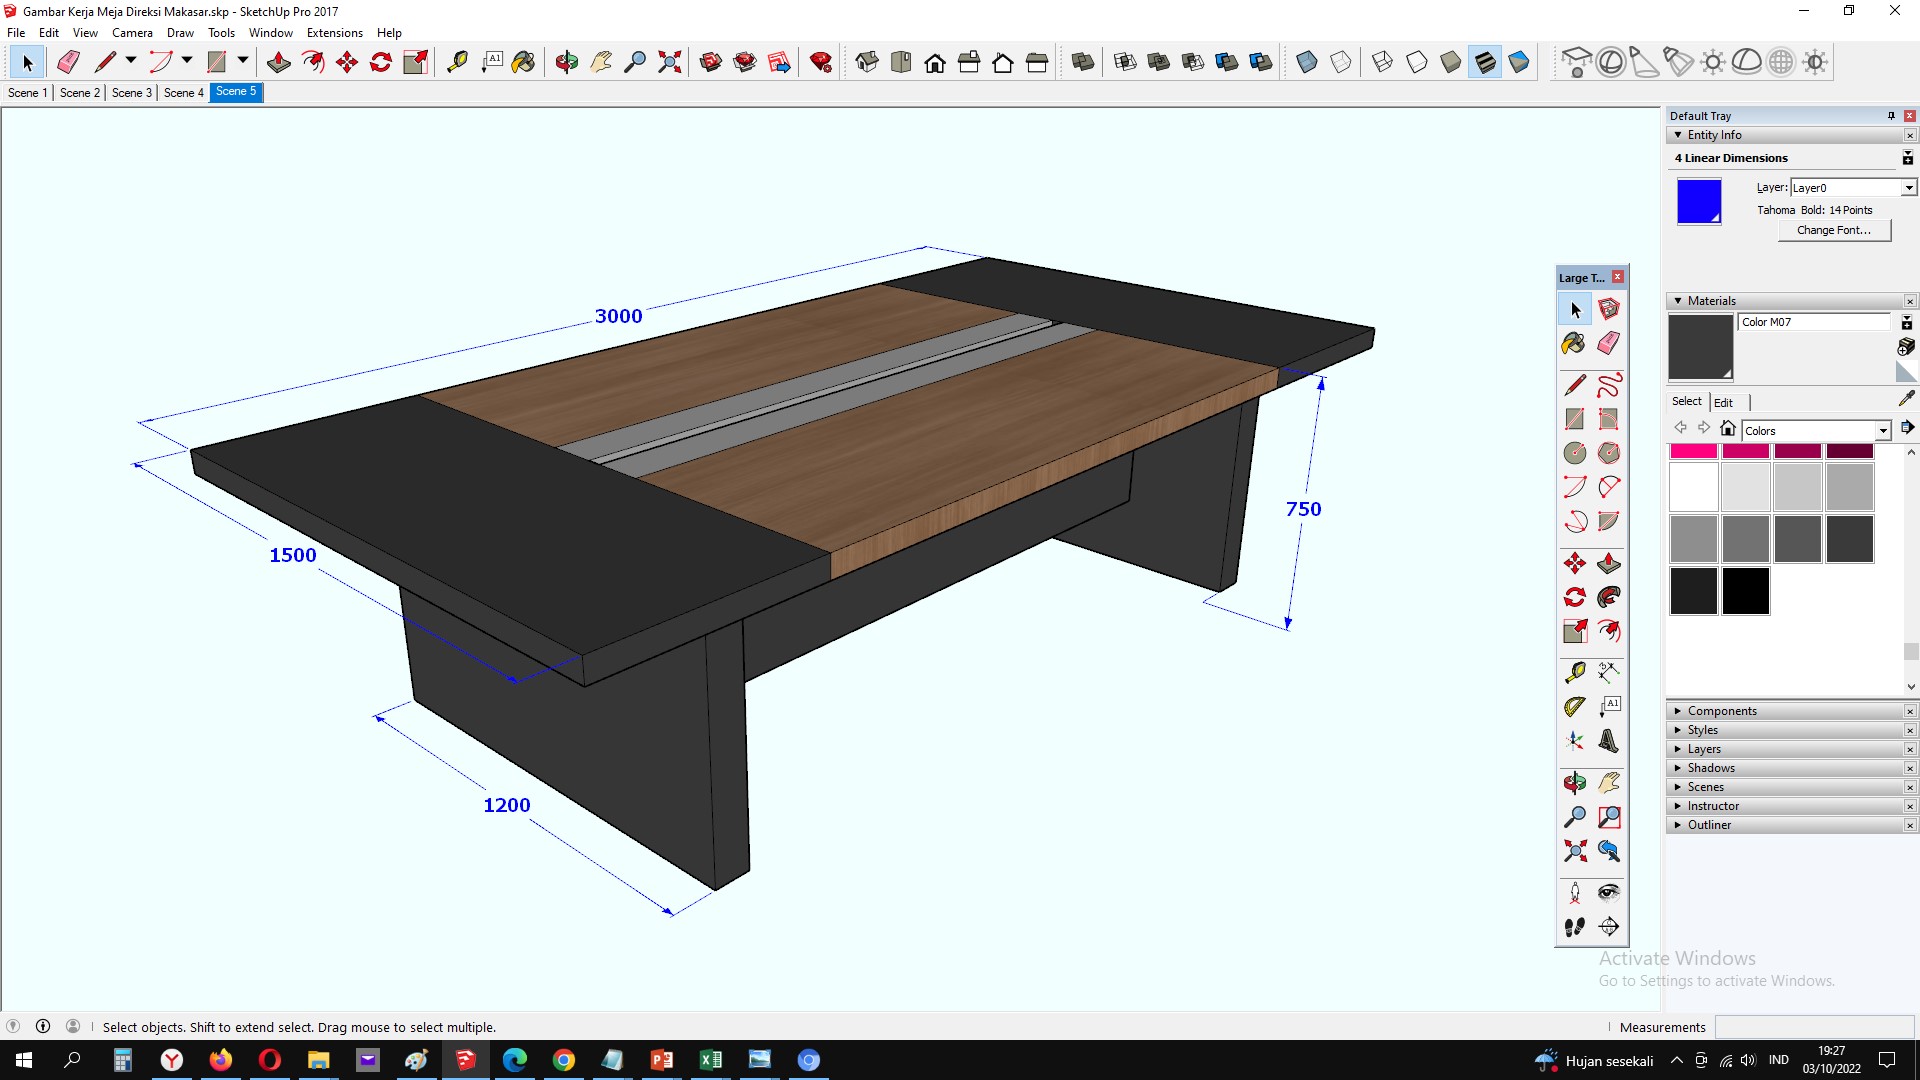 Gambar Kerja Meja Direksi Makasar.skp - SketchUp Pro 2017
File Edit View Camera Draw Tools Window Extensions Help
A1
Scene 1 Scene 2 Scene 3 Scene 4 Scene 5
Default Tray
Entity Info
4 Linear Dimensions
Layer: Layer0
Tahoma Bold: 14 Points
Change Font...
Large T...
Materials
Color M07
Select Edit
Colors
3000
1500
750
1200
A1
Components
Styles
Layers
Shadows
Scenes
Instructor
Outliner
Activate Windows
Go to Settings to activate Windows.
Select objects. Shift to extend select. Drag mouse to select multiple.
Measurements
Hujan sesekali
IND
19:27
03/10/2022